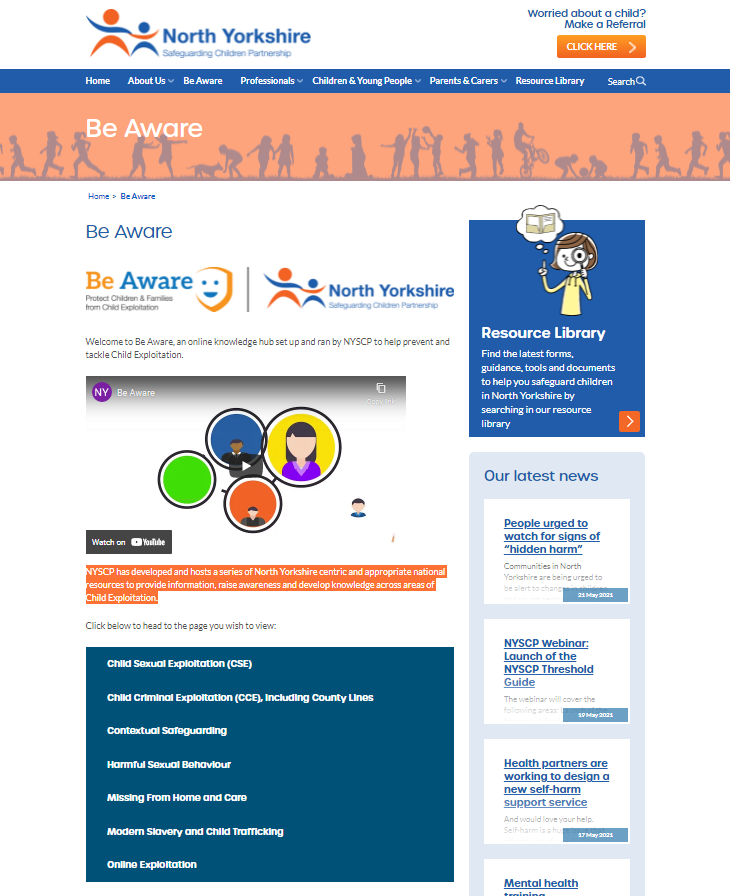 North Yorkshire
Safeguarding Children Partnership
Worried about a child?
Make a Referral
CLICK HERE
Home
About Us
Be Aware
Professionals
Children & Young People
Parents & Carers
Resource Library
Search
Be Aware
Home > Be Aware
Be Aware
Be Aware
Protect Children & Families
from Child Exploitation
North Yorkshire
Safeguarding Children Partnership
Welcome to Be Aware, an online knowledge hub set up and ran by NYSCP to help prevent and
tackle Child Exploitation.
NY
Be Aware
Copy link
Watch on YouTube
NYSCP has developed and hosts a series of North Yorkshire centric and appropriate national
resources to provide information, raise awareness and develop knowledge across areas of
Child Exploitation.
Click below to head to the page you wish to view:
Child Sexual Exploitation (CSE)
Child Criminal Exploitation (CCE), Including County Lines
Contextual Safeguarding
Harmful Sexual Behaviour
Missing From Home and Care
Modern Slavery and Child Trafficking
Online Exploitation
Resource Library
Find the latest forms,
guidance, tools and documents
to help you safeguard children
in North Yorkshire by
searching in our resource
library
Our latest news
People urged to
watch for signs of
“hidden harm”
Communities in North
Yorkshire are being urged to
be alert to changes in
21 May 2021
NYSCP Webinar:
Launch of the
NYSCP Threshold
Guide
The webinar will cover the
following areas:
19 May 2021
Health partners are
working to design a
new self-harm
support service
And would love your help.
Self-harm is a
17 May 2021
Mental health
training